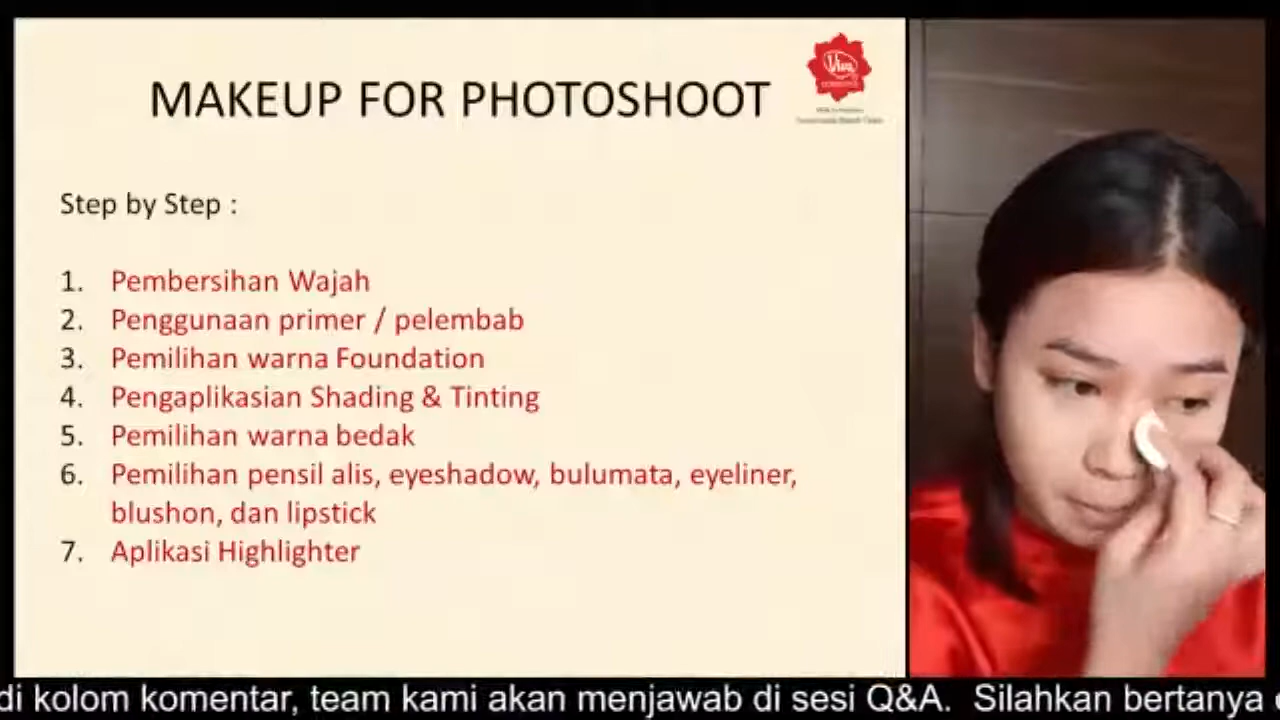 MAKEUP FOR PHOTOSHOOT
Viva
COSMETICS
Step by Step :
1. Pembersihan Wajah
2. Penggunaan primer / pelembab
3. Pemilihan warna Foundation
4. Pengaplikasian Shading & Tinting
5. Pemilihan warna bedak
6. Pemilihan pensil alis, eyeshadow, bulumata, eyeliner,
blushon, dan lipstick
7. Aplikasi Highlighter
di kolom komentar, team kami akan menjawab di sesi Q&A. Silahkan bertanya